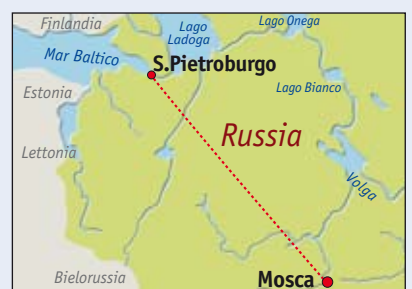 Finlandia
Lago
Ladoga
Lago Onega
Mar Baltico
S.Pietroburgo
Estonia
Lago Bianco
Russia
Lettonia
Volga
Bielorussia
Mosca